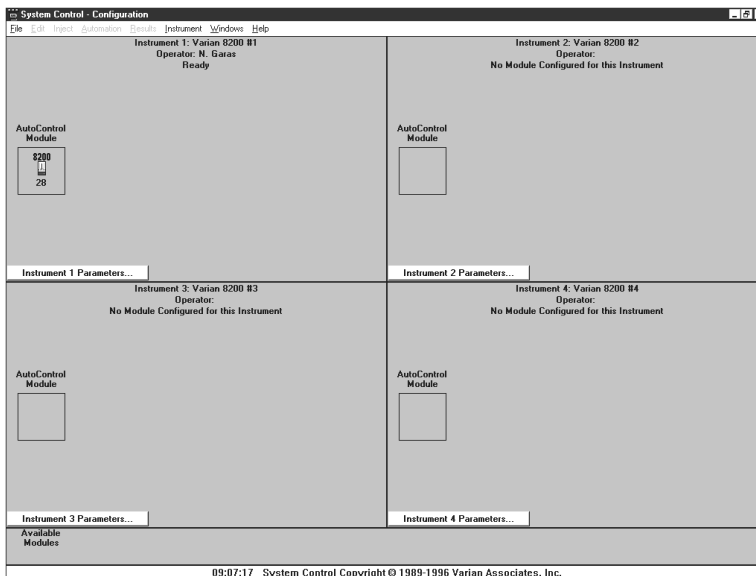 System Control - Configuration
File Edit Inject Automation Results Instrument Windows Help
Instrument 1: Varian 8200 #1
Operator: N. Garas
Ready
AutoControl
Module
8200
28
Instrument 1 Parameters...
Instrument 2: Varian 8200 #2
Operator:
No Module Configured for this Instrument
AutoControl
Module
Instrument 2 Parameters...
Instrument 3: Varian 8200 #3
Operator:
No Module Configured for this Instrument
AutoControl
Module
Instrument 3 Parameters...
Instrument 4: Varian 8200 #4
Operator:
No Module Configured for this Instrument
AutoControl
Module
Instrument 4 Parameters...
Available
Modules
09:07:17 System Control Copyright © 1989-1996 Varian Associates, Inc.